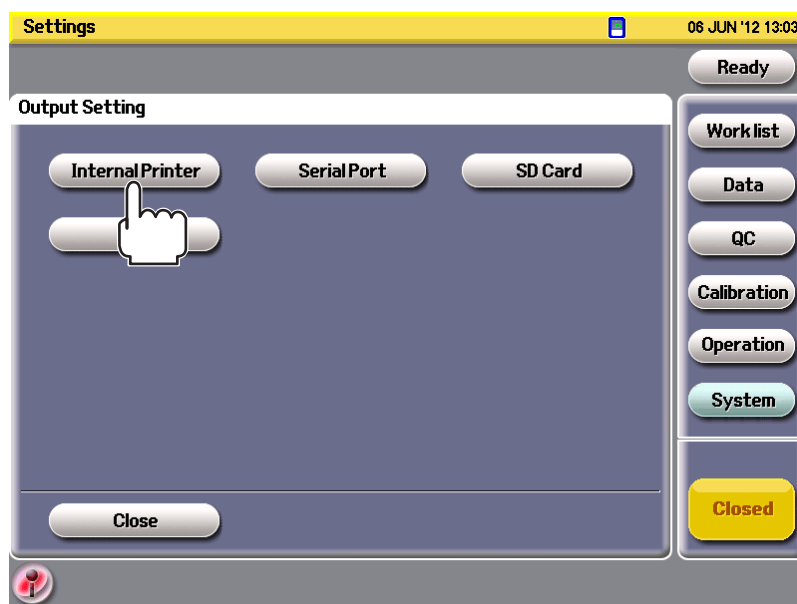 Settings
06 JUN '12 13:03
Ready
Output Setting
Internal Printer
Serial Port
SD Card
Work list
Data
QC
Calibration
Operation
System
Close
Closed